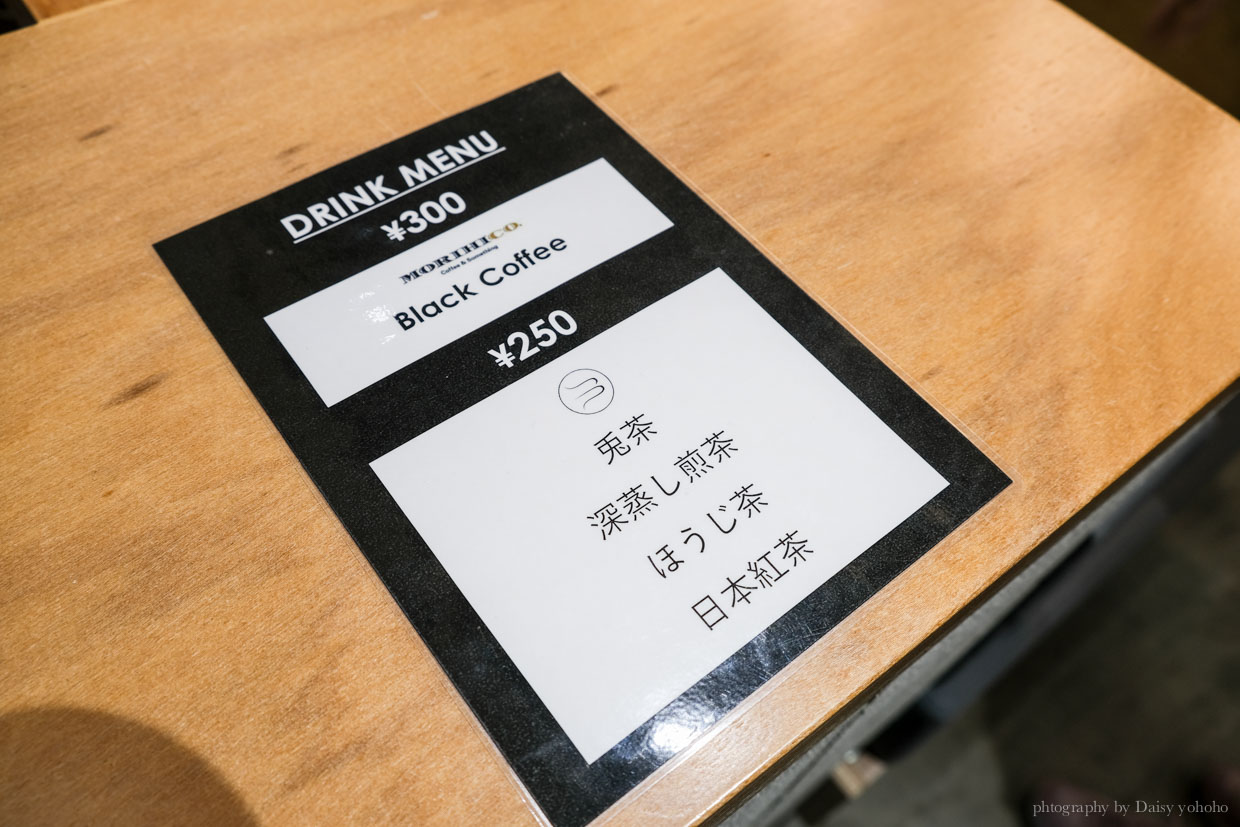 DRINK MENU
¥300
MORIHICO.
Coffee & Something
Black Coffee
¥250
兎茶
深蒸し煎茶
ほうじ茶
日本紅茶
phtography by Daisy yohoho